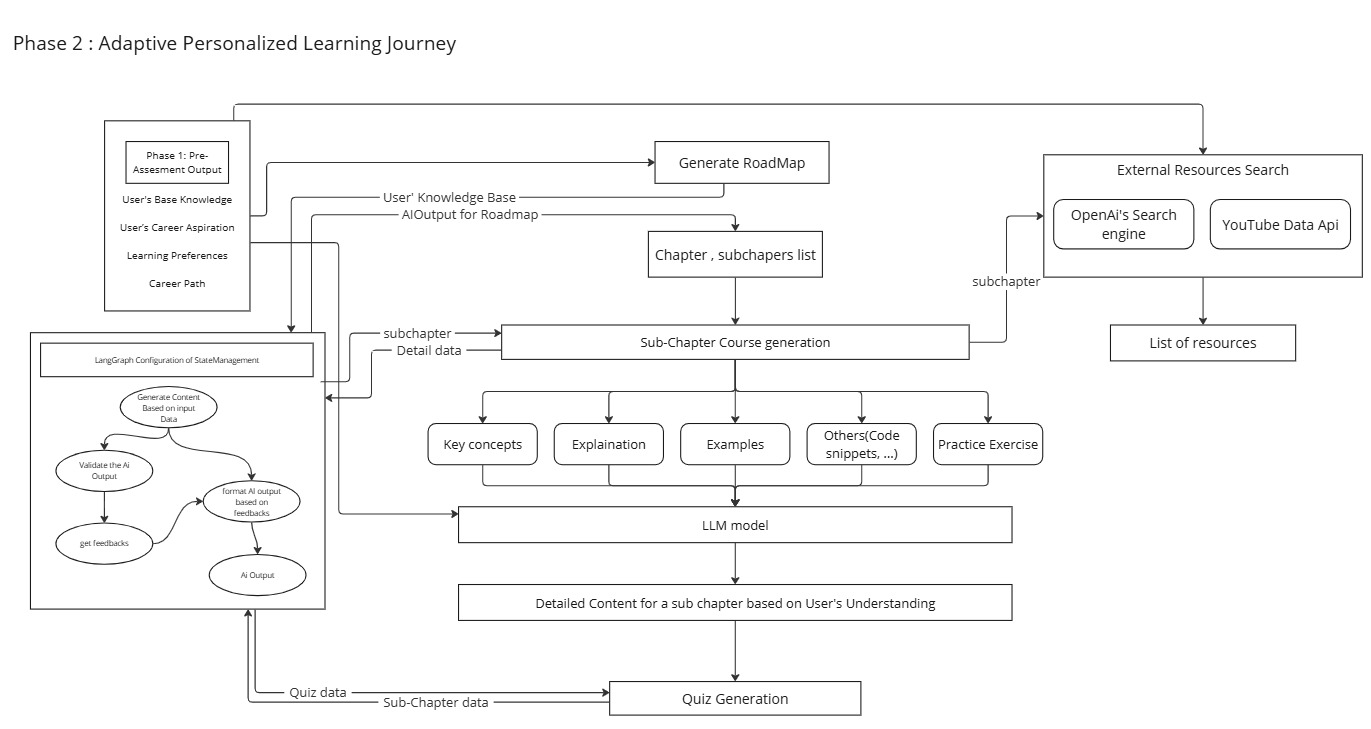 Phase 2 : Adaptive Personalized Learning Journey
Phase 1: Pre-
Assesment Output
User's Base Knowledge
User's Career Aspiration
Learning Preferences
Career Path
Generate RoadMap
User' Knowledge Base
AIOutput for Roadmap
Chapter , subchapers list
External Resources Search
OpenAi's Search
engine
YouTube Data Api
subchapter
List of resources
subchapter
Detail data
Sub-Chapter Course generation
LangGraph Configuration of StateManagement
Generate Content
Based on input
Data
Validate the Ai
Output
format AI output
based on
feedbacks
get feedbacks
Ai Output
Key concepts
Explaination
Examples
Others(Code
snippets, ...)
Practice Exercise
LLM model
Detailed Content for a sub chapter based on User's Understanding
Quiz data
Sub-Chapter data
Quiz Generation